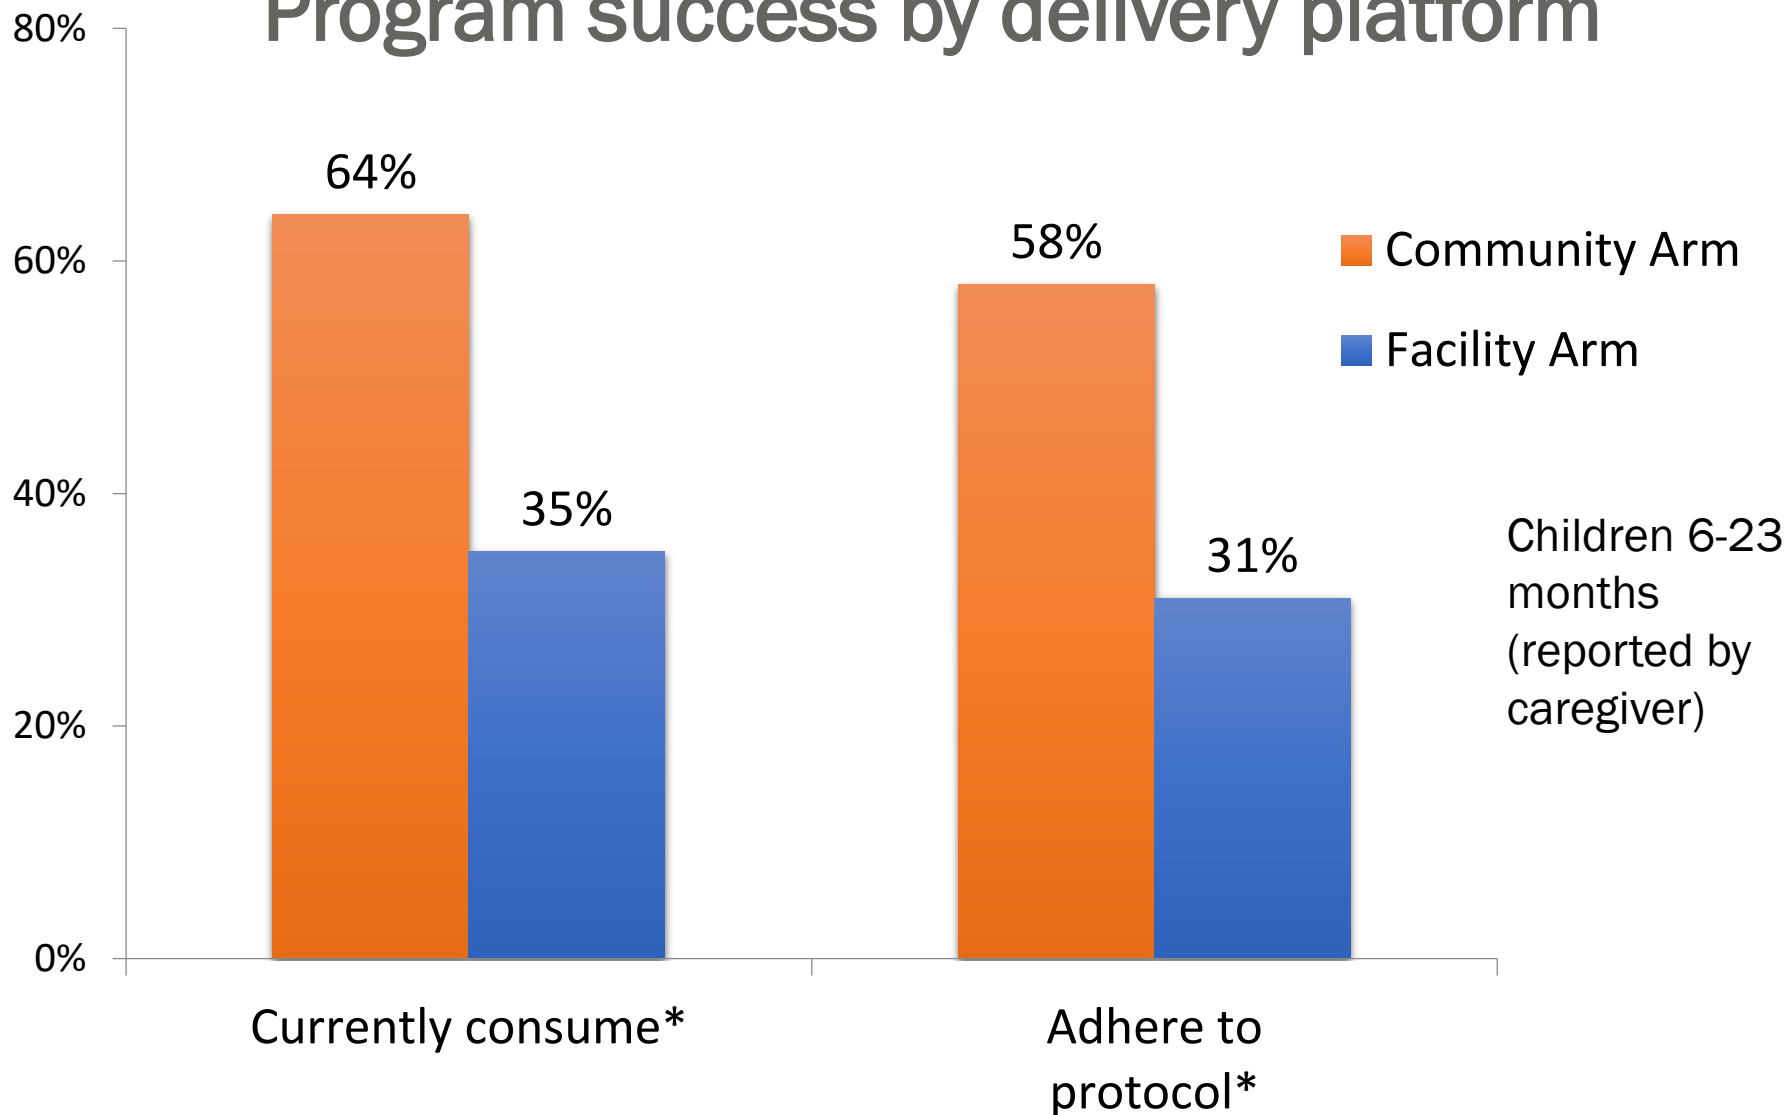 Program success by delivery platform
80%
60%
40%
20%
0%
64%
35%
58%
31%
Community Arm
Facility Arm
Children 6-23
months
(reported by
caregiver)
Currently consume*
Adhere to
protocol*